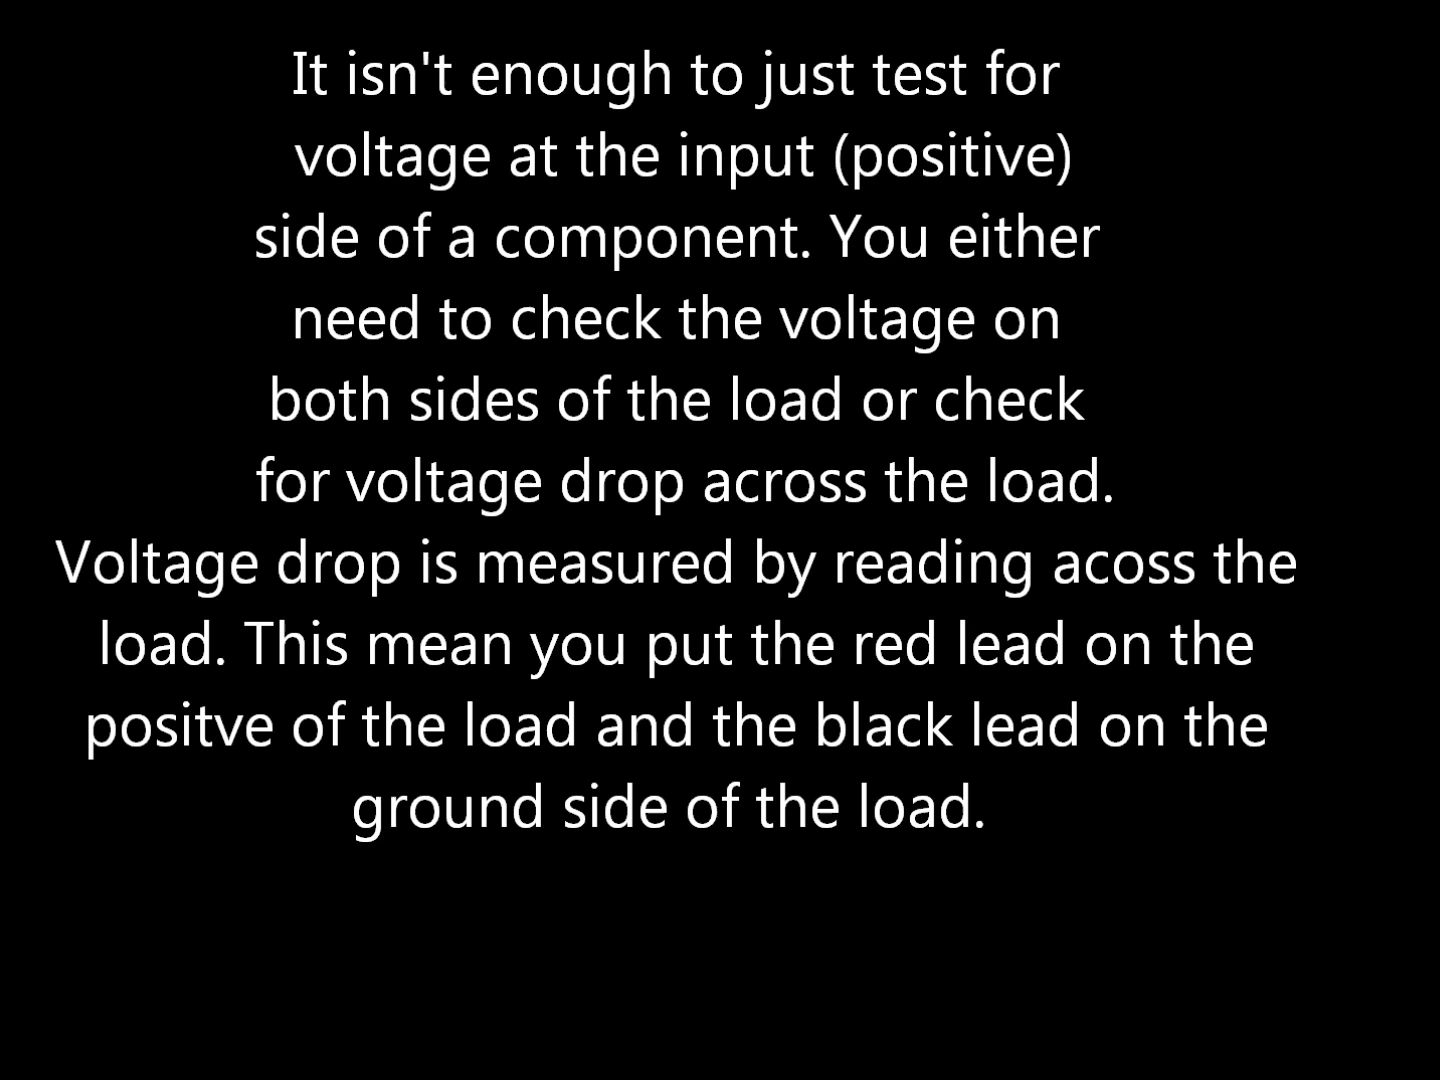 It isn't enough to just test for
voltage at the input (positive)
side of a component. You either
need to check the voltage on
both sides of the load or check
for voltage drop across the load.
Voltage drop is measured by reading acoss the
load. This mean you put the red lead on the
positve of the load and the black lead on the
ground side of the load.